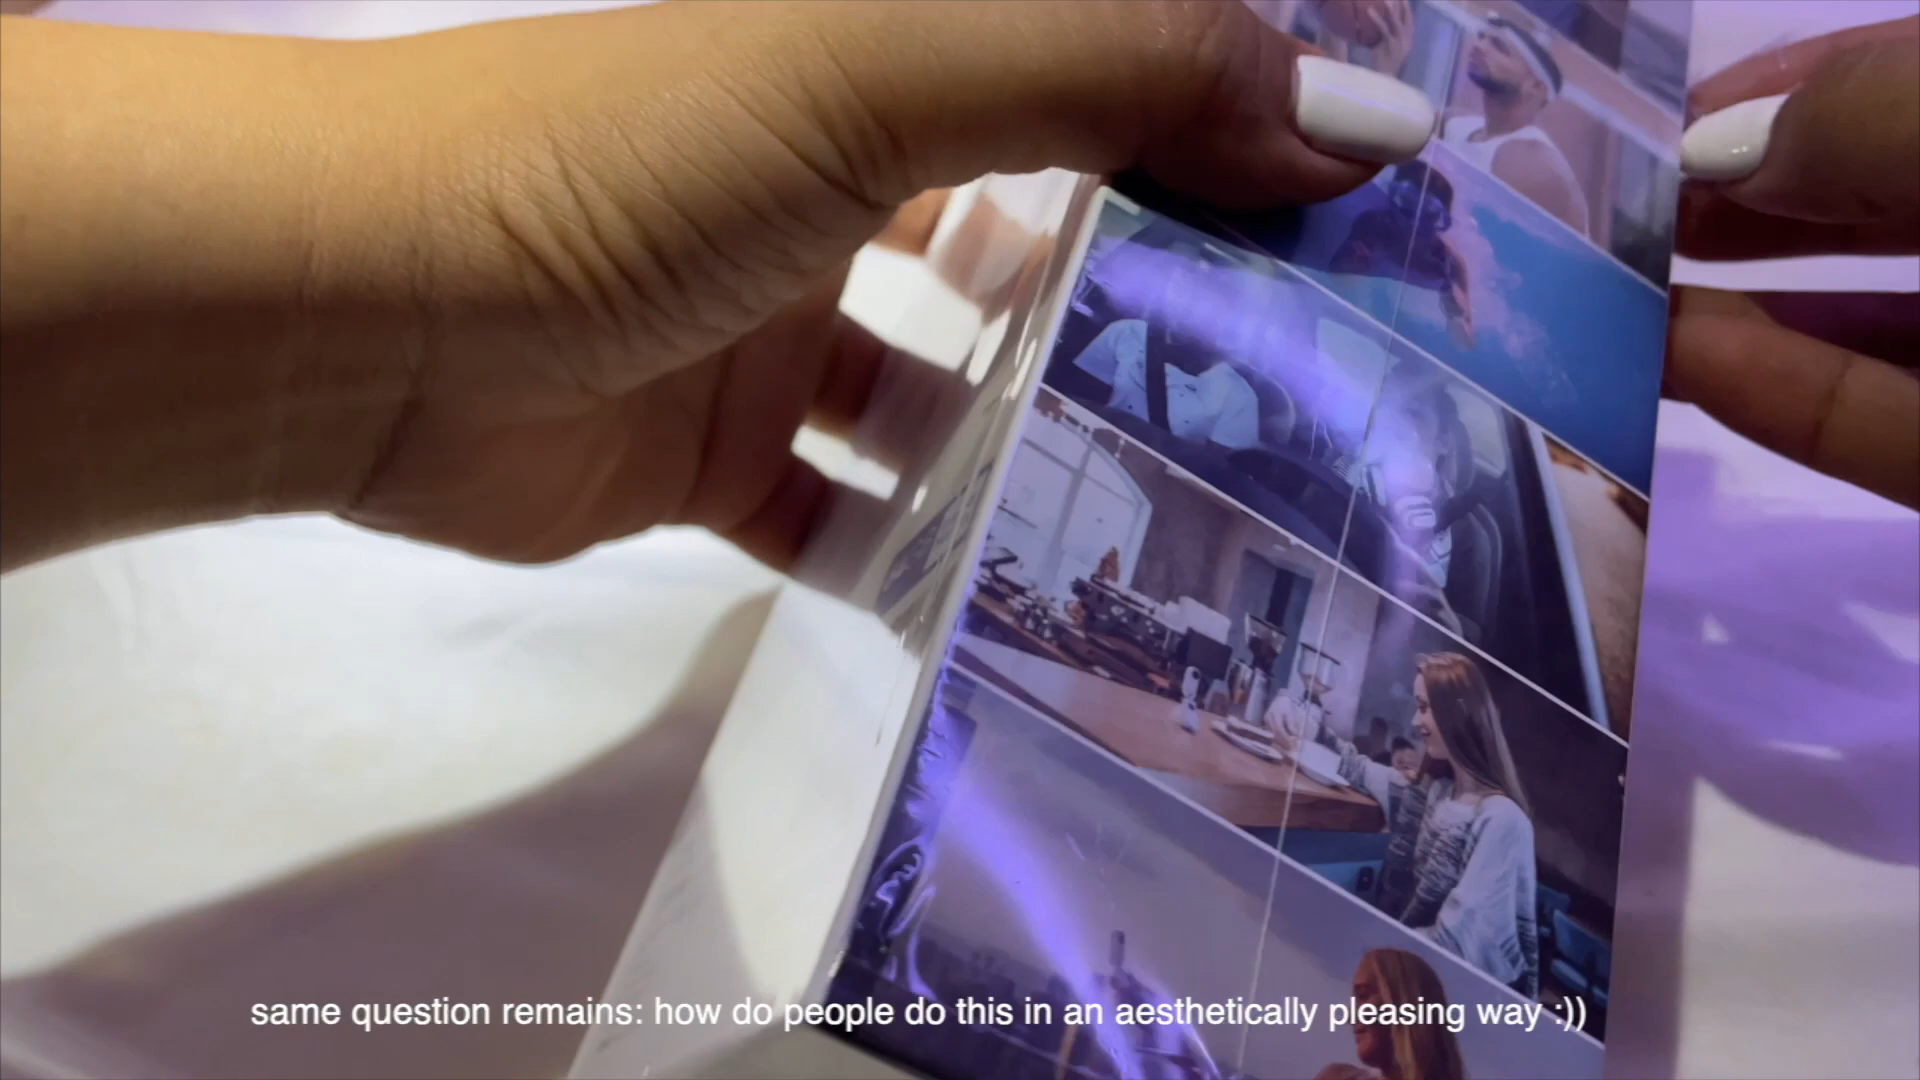 same question remains: how do people do this in an aesthetically pleasing way :))